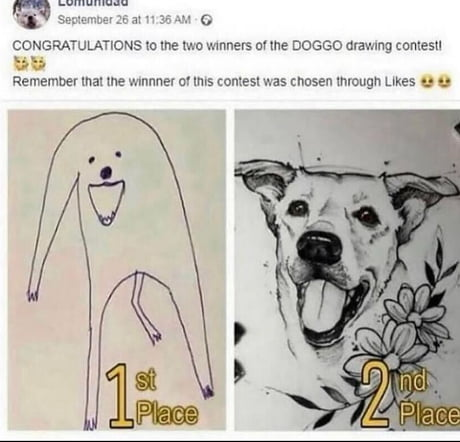 Lomunidad
September 26 at 11:36 AM ·
CONGRATULATIONS to the two winners of the DOGGO drawing contest!
Remember that the winnner of this contest was chosen through Likes
1st Place
2nd Place